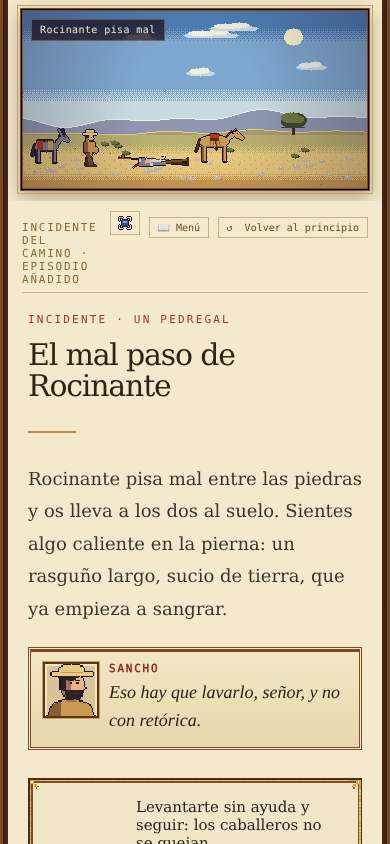 Rocinante pisa mal
INCIDENTE
DEL
CAMINO ·
EPISODIO
AÑADIDO
📖 Menú
↺ Volver al principio
INCIDENTE · UN PEDREGAL
El mal paso de
Rocinante
Rocinante pisa mal entre las piedras
y os lleva a los dos al suelo. Sientes
algo caliente en la pierna: un
rasguño largo, sucio de tierra, que
ya empieza a sangrar.
SANCHO
Eso hay que lavarlo, señor, y no
con retórica.
Levantarte sin ayuda y
seguir: los caballeros no
se quejan